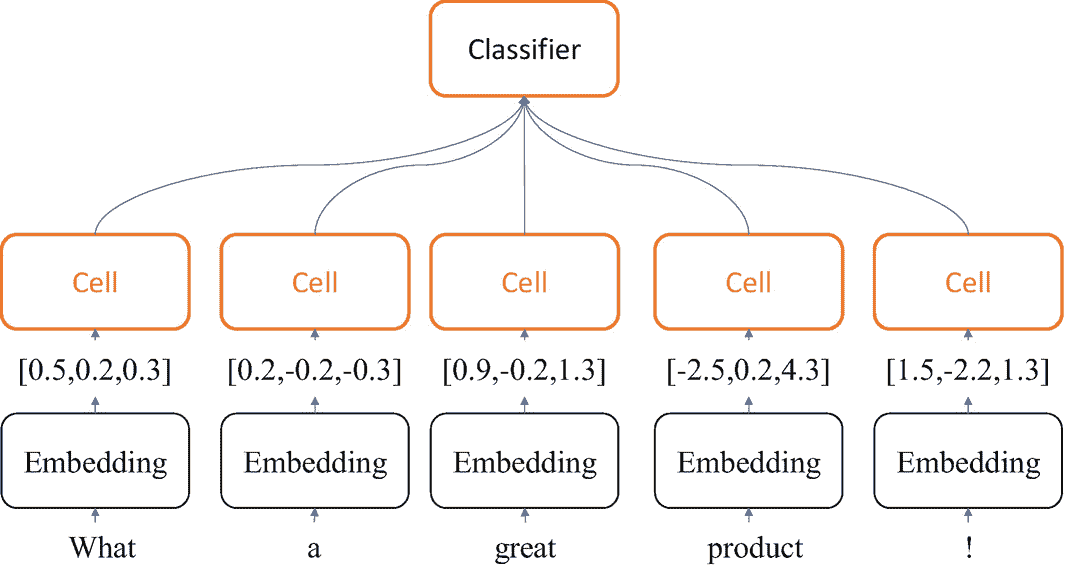 Classifier
Cell Cell Cell Cell Cell
[0.5,0.2,0.3] [0.2,-0.2,-0.3] [0.9,-0.2,1.3] [-2.5,0.2,4.3] [1.5,-2.2,1.3]
Embedding Embedding Embedding Embedding Embedding
What a great product !